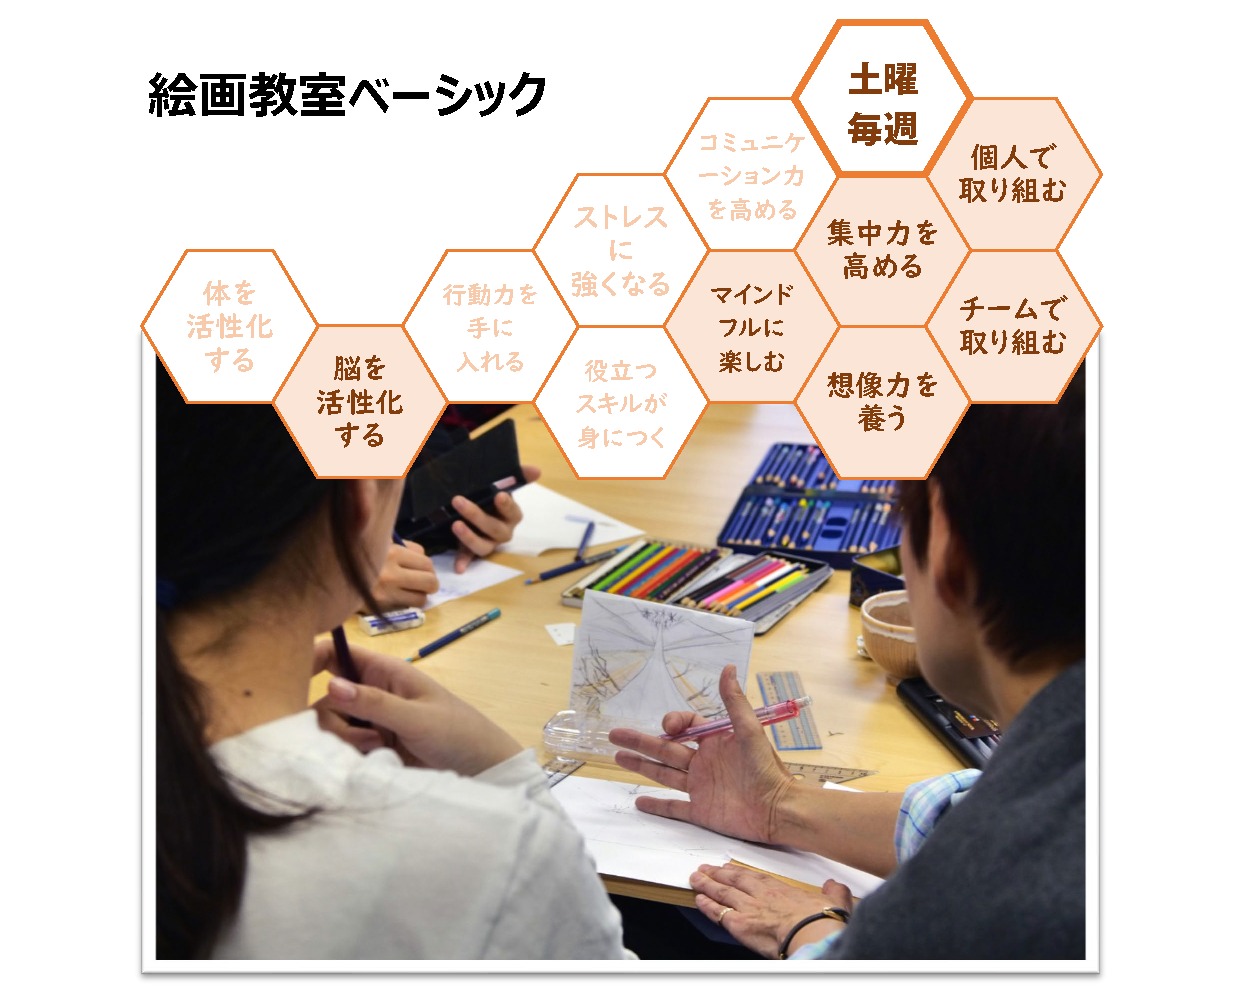 絵画教室ベーシック
土曜
毎週
コミュニケ
ーション力
を高める
個人で
取り組む
ストレス
に
強くなる
集中力を
高める
体を
活性化
する
行動力を
手に
入れる
マインド
フルに
楽しむ
チームで
取り組む
脳を
活性化
する
役立つ
スキルが
身につく
想像力を
養う